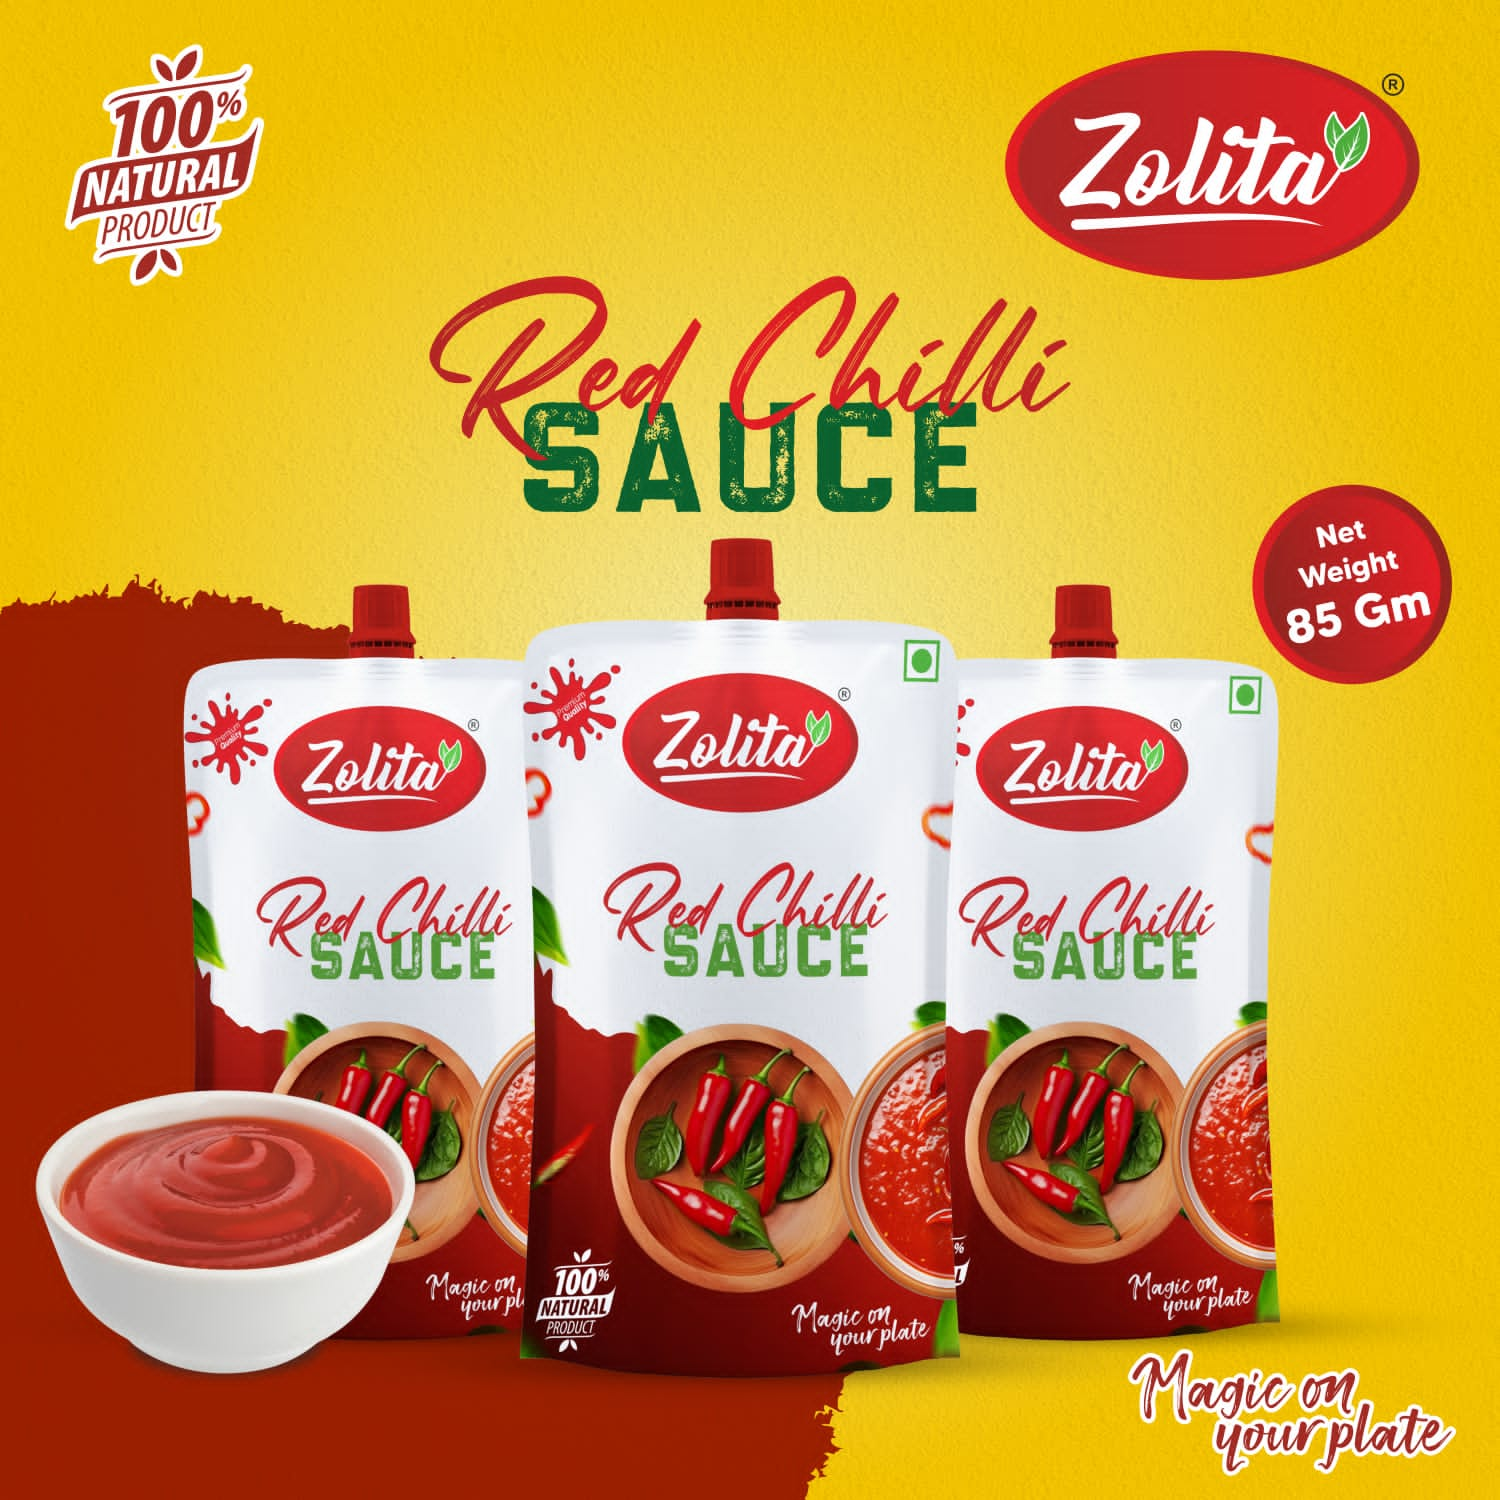 100%
NATURAL
PRODUCT
Zolita
®
Red Chilli
SAUCE
Net
Weight
85 Gm
Premium
Quality
Zolita
®
Red Chilli
SAUCE
Magic on
your pl
Premium
Quality
Zolita
®
Red Chilli
SAUCE
100%
NATURAL
PRODUCT
Magic on
your plate
Zolita
®
Red Chilli
SAUCE
%
L
Magic on
your plate
Magic on
your plate